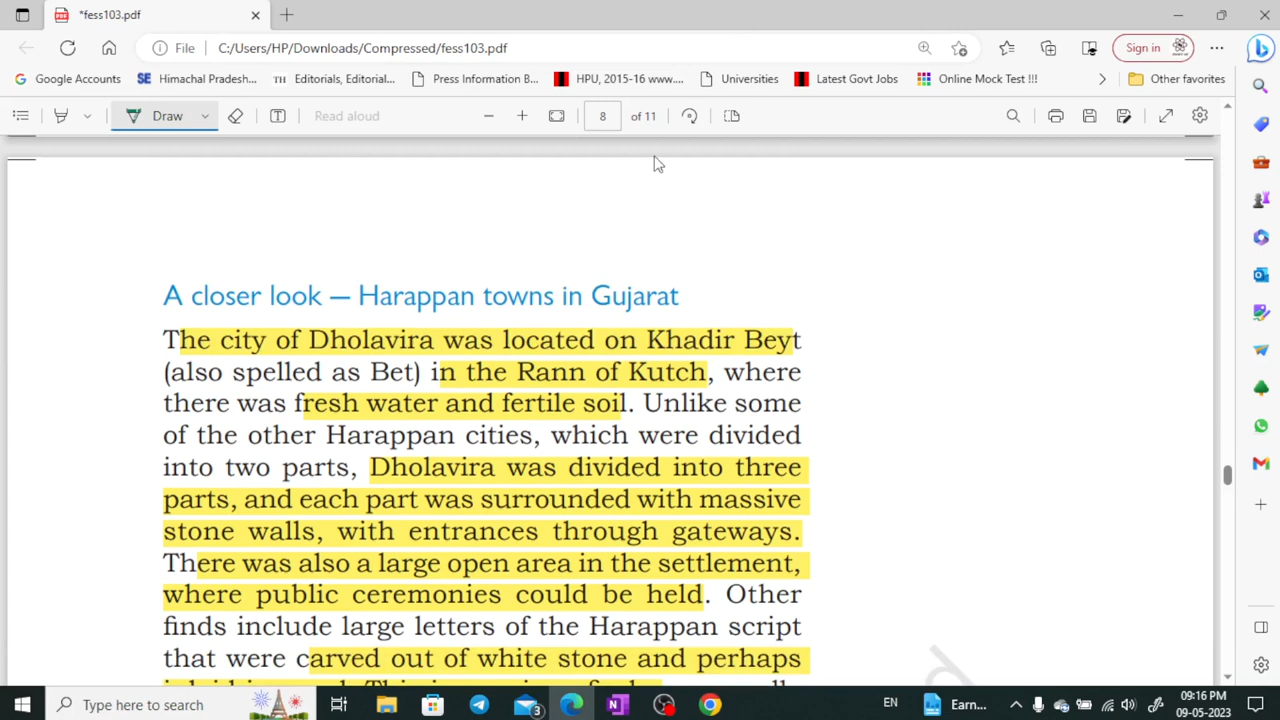 *fess103.pdf
File C:/Users/HP/Downloads/Compressed/fess103.pdf
Sign in
Google Accounts SE Himachal Pradesh... TH Editorials, Editorial... Press Information B... HPU, 2015-16 www.... Universities Latest Govt Jobs Online Mock Test !!! Other favorites
Draw Read aloud 8 of 11
A closer look — Harappan towns in Gujarat
The city of Dholavira was located on Khadir Beyt
(also spelled as Bet) in the Rann of Kutch, where
there was fresh water and fertile soil. Unlike some
of the other Harappan cities, which were divided
into two parts, Dholavira was divided into three
parts, and each part was surrounded with massive
stone walls, with entrances through gateways.
There was also a large open area in the settlement,
where public ceremonies could be held. Other
finds include large letters of the Harappan script
that were carved out of white stone and perhaps
d
Type here to search 3 EN Earn... 09:16 PM
09-05-2023